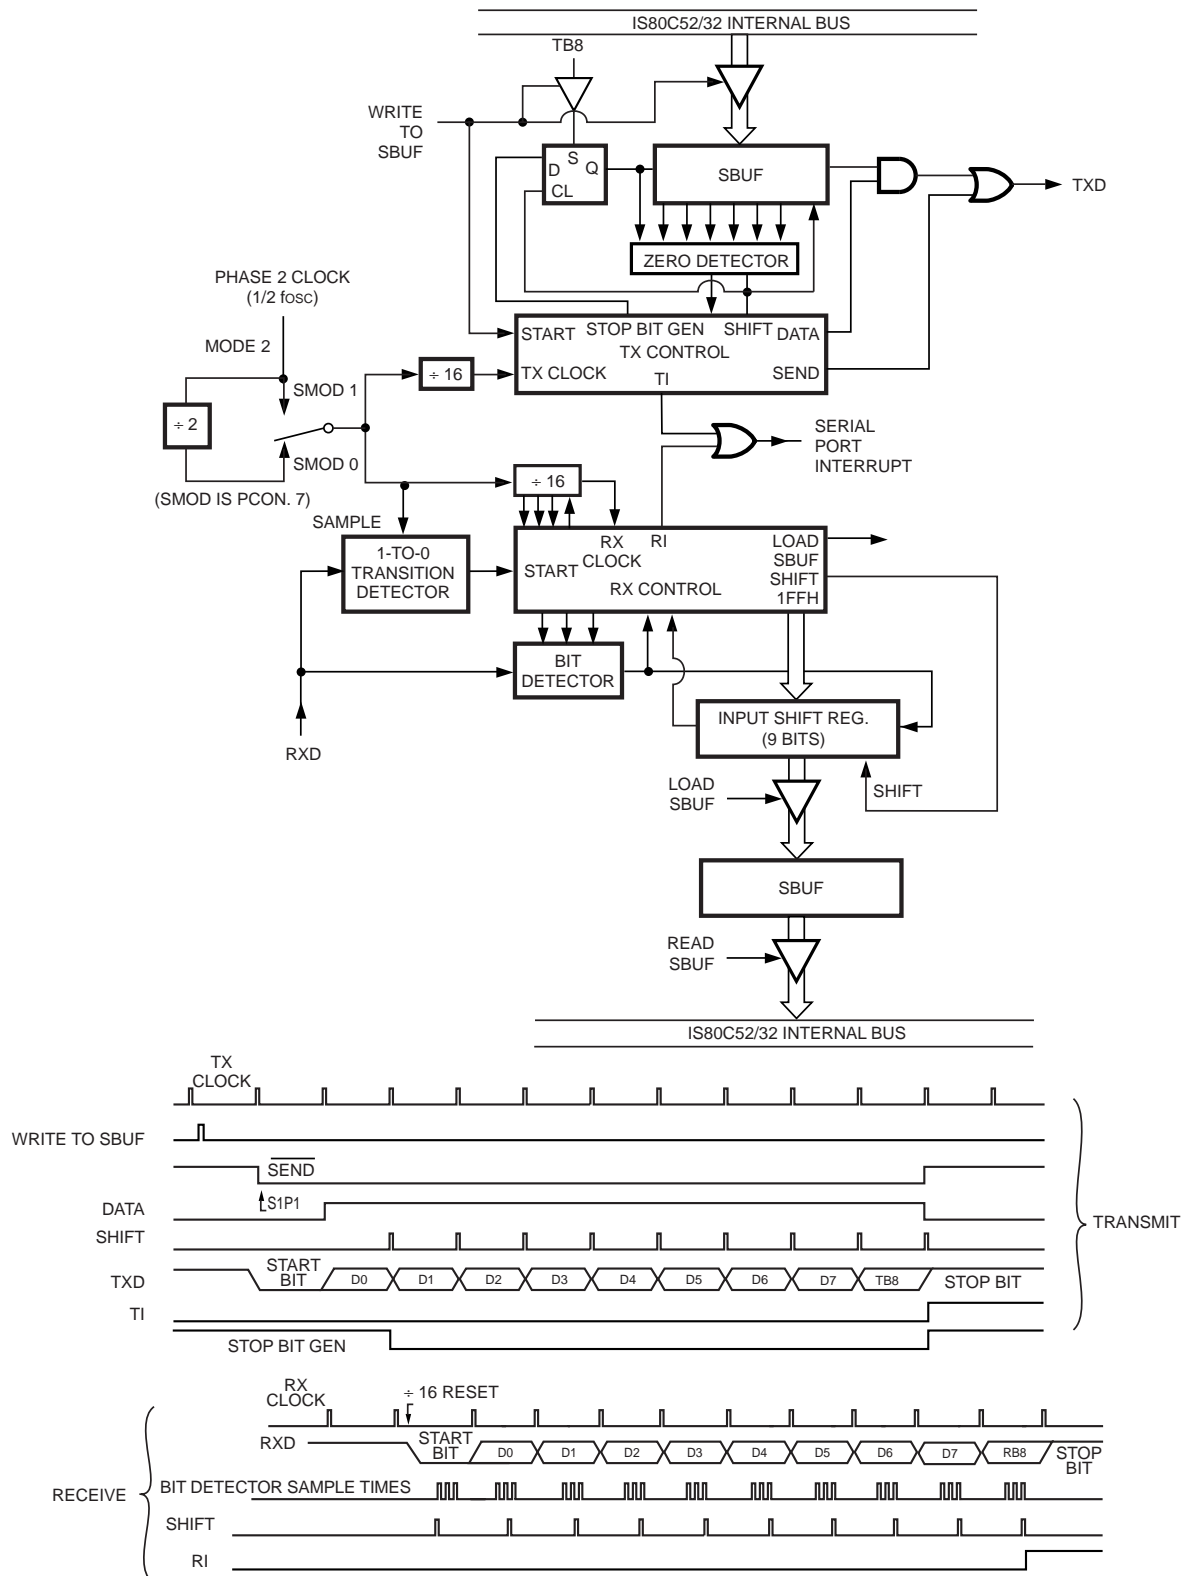 IS80C52/32 INTERNAL BUS
TB8
WRITE
TO
SBUF
S
D
Q
CL
SBUF
TXD
ZERO DETECTOR
PHASE 2 CLOCK
(1/2 fosc)
MODE 2
SMOD 1
÷ 2
SMOD 0
(SMOD IS PCON. 7)
÷ 16
START
STOP BIT GEN
SHIFT
DATA
TX CONTROL
TX CLOCK
TI
SEND
SERIAL
PORT
INTERRUPT
÷ 16
SAMPLE
1-TO-0
TRANSITION
DETECTOR
START
RX
CLOCK
RI
RX CONTROL
LOAD
SBUF
SHIFT
1FFH
BIT
DETECTOR
RXD
INPUT SHIFT REG.
(9 BITS)
LOAD
SBUF
SHIFT
SBUF
READ
SBUF
IS80C52/32 INTERNAL BUS
TX
CLOCK
WRITE TO SBUF
SEND
S1P1
DATA
SHIFT
TRANSMIT
TXD
START
BIT
D0 D1 D2 D3 D4 D5 D6 D7 TB8
STOP BIT
TI
STOP BIT GEN
RX
CLOCK
÷ 16 RESET
RXD
START
BIT
D0 D1 D2 D3 D4 D5 D6 D7 RB8
STOP
BIT
RECEIVE
BIT DETECTOR SAMPLE TIMES
SHIFT
RI